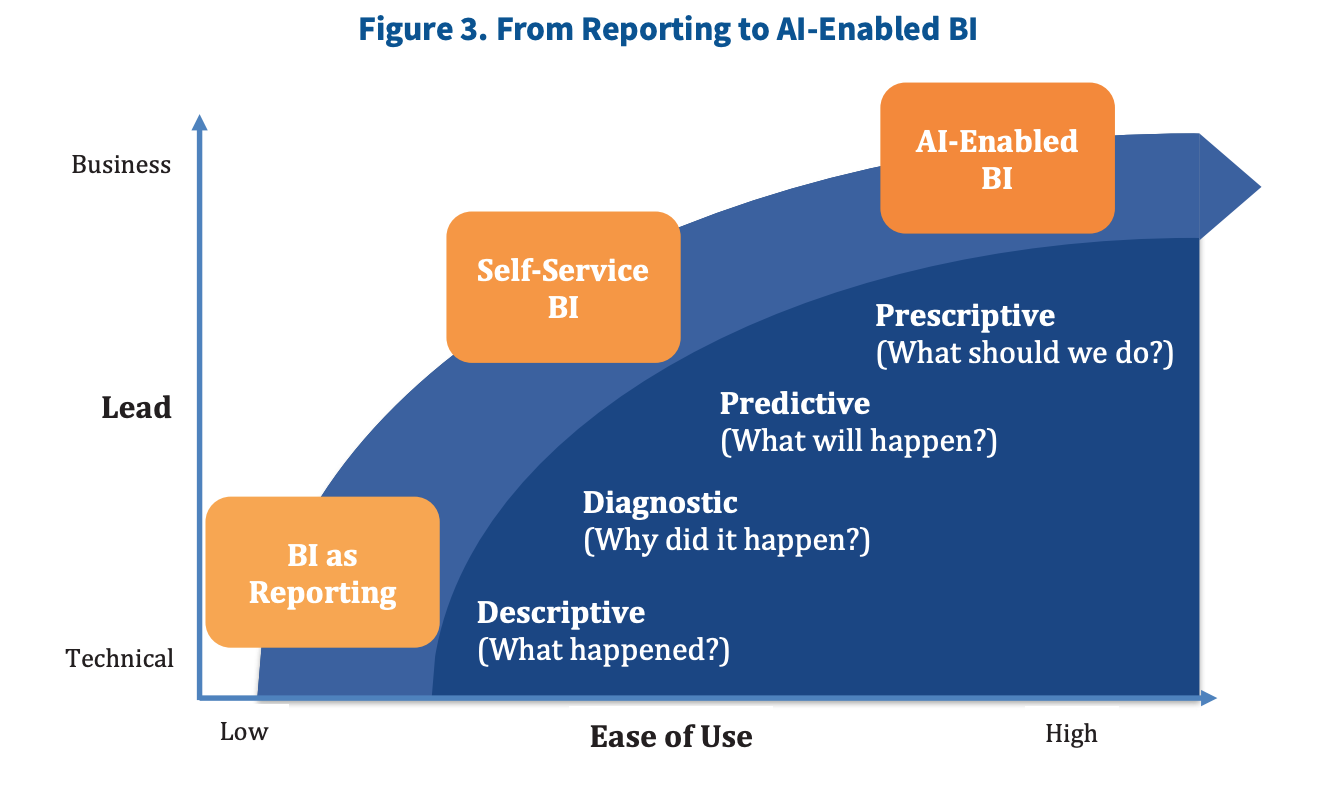 Figure 3. From Reporting to AI-Enabled BI
Business
AI-Enabled
BI
Self-Service
BI
Prescriptive
(What should we do?)
Predictive
(What will happen?)
Lead
Diagnostic
(Why did it happen?)
BI as
Reporting
Descriptive
(What happened?)
Technical
Low
Ease of Use
High